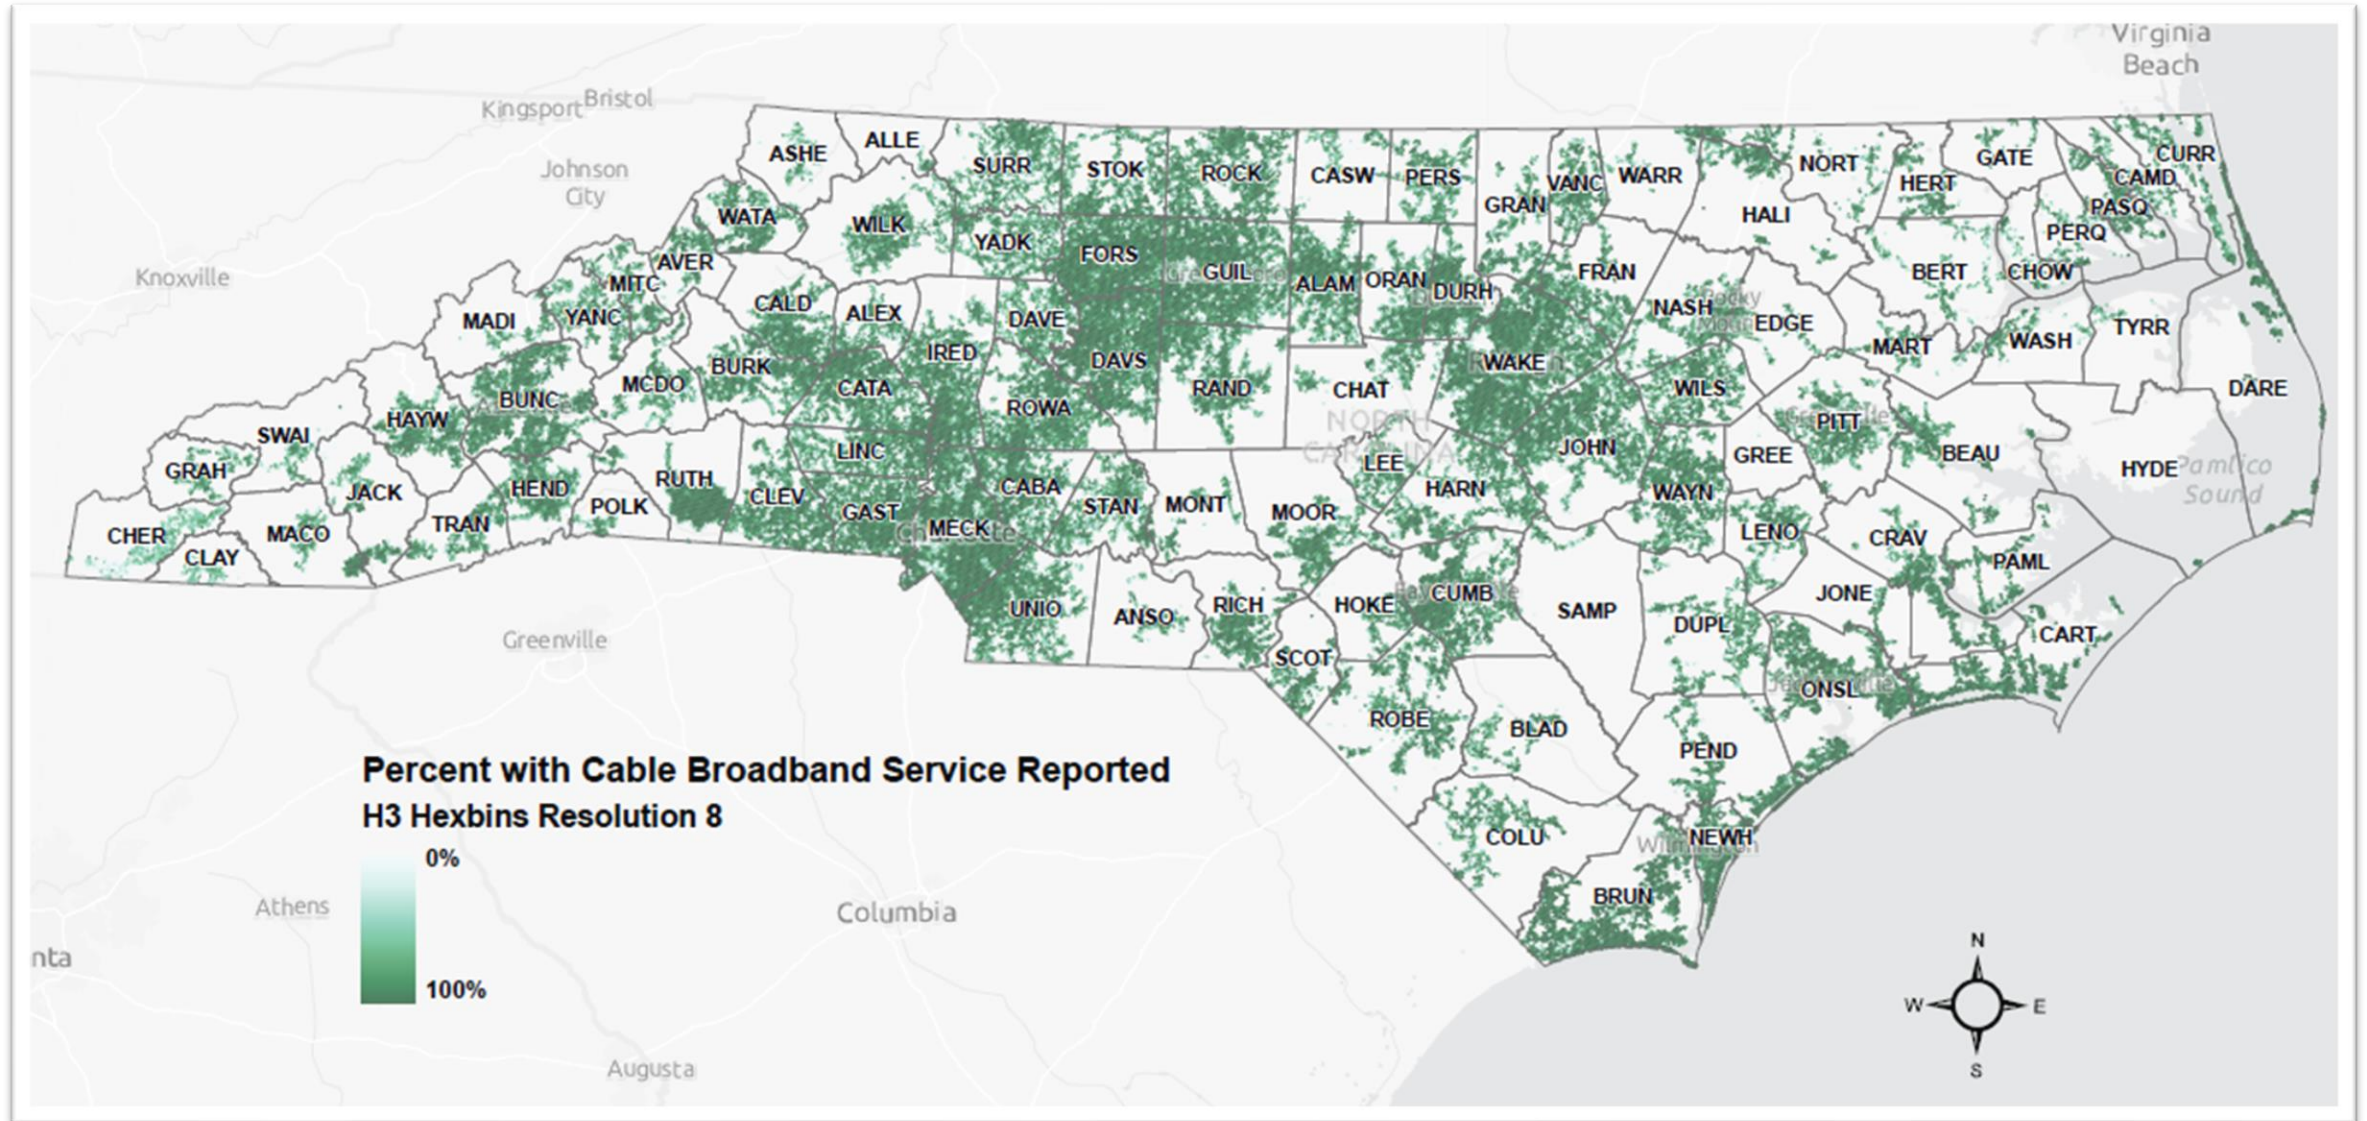 Virginia
Beach
Kingsport
Bristol
Johnson
City
Knoxville
ASHE
ALLE
SURR
STOK
ROCK
CASW
PERS
GRAN
VANC
WARR
NORT
HALI
HERT
GATE
CURR
CAMD
PASQ
PERQ
CHOW
BERT
WATA
WILK
YADK
FORS
GUIL
ALAM
ORAN
DURH
FRAN
NASH
Rocky
EDGE
MART
WASH
TYRR
DARE
AVER
MITC
YANC
MADI
CALD
ALEX
IRED
DAVE
DAVS
RAND
CHAT
WAKE
WILS
PITT
BEAU
HYDE
Pamlico
Sound
BURK
MCDO
BUNC
HAYW
SWAI
GRAH
CATA
ROWA
NORTH
CAROLINA
LEE
JOHN
GREE
LINC
RUTH
HEND
JACK
CHER
CLAY
MACO
TRAN
POLK
CLEV
GAST
MECK
CABA
STAN
MONT
MOOR
HARN
WAYN
LENO
CRAV
PAML
JONE
CART
UNIO
ANSO
RICH
HOKE
CUMB
SAMP
DUPL
SCOT
ONSL
ROBE
BLAD
PEND
COLU
NEWH
Wilmington
BRUN
Greenville
Columbia
Athens
Augusta
nta
Percent with Cable Broadband Service Reported
H3 Hexbins Resolution 8
0%
100%
N
W
E
S